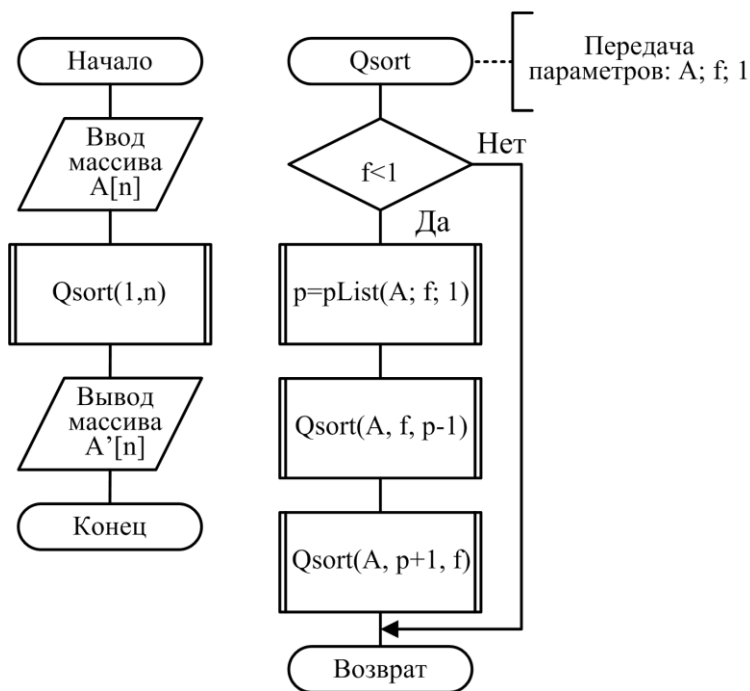 Начало
Ввод
массива
A[n]
Qsort(1,n)
Вывод
массива
A’[n]
Конец
Qsort
Передача
параметров: A; f; 1
f<1
Нет
Да
p=pList(A; f; 1)
Qsort(A, f, p-1)
Qsort(A, p+1, f)
Возврат